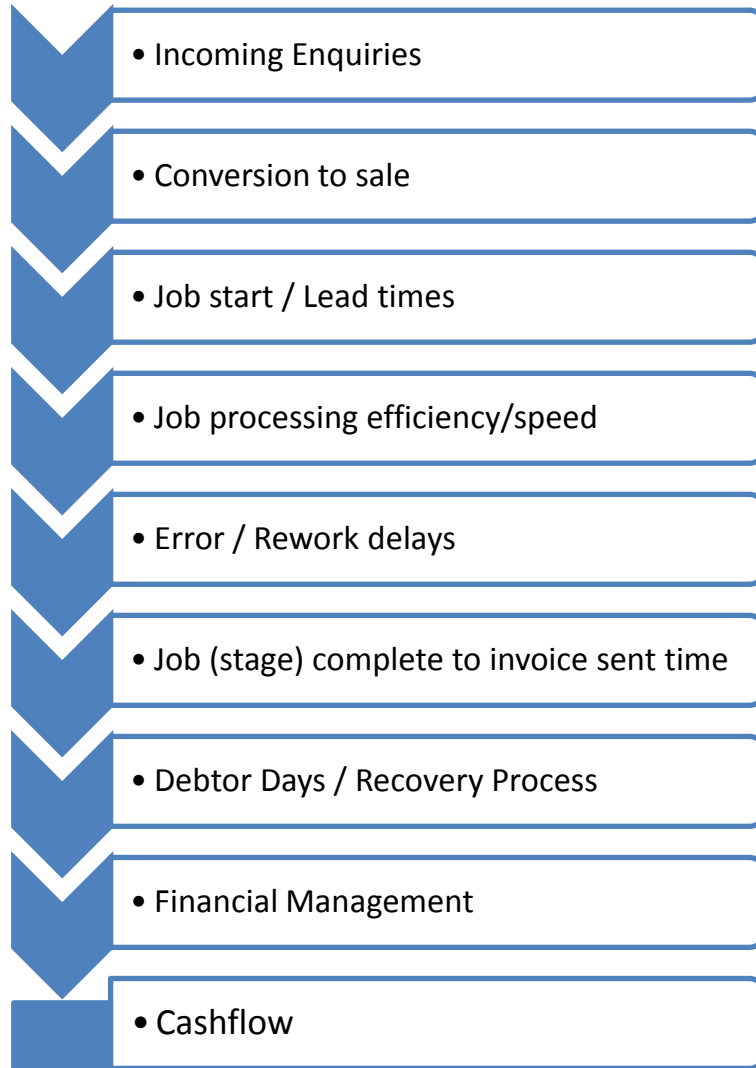 • Incoming Enquiries
• Conversion to sale
• Job start / Lead times
• Job processing efficiency/speed
• Error / Rework delays
• Job (stage) complete to invoice sent time
• Debtor Days / Recovery Process
• Financial Management
• Cashflow